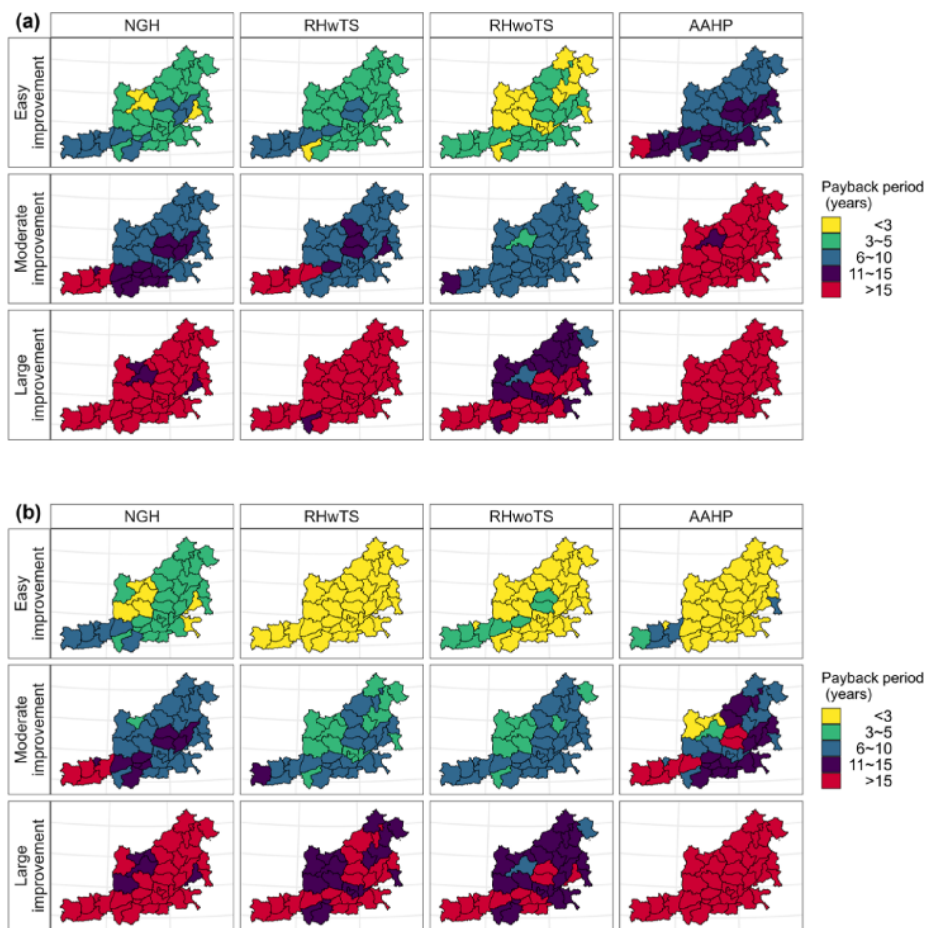 (a)
NGH RHwTS RHwoTS AAHP
Easy
improvement
Moderate
improvement
Large
improvement
Payback period
(years)
<3
3~5
6~10
11~15
>15
(b)
NGH RHwTS RHwoTS AAHP
Easy
improvement
Moderate
improvement
Large
improvement
Payback period
(years)
<3
3~5
6~10
11~15
>15